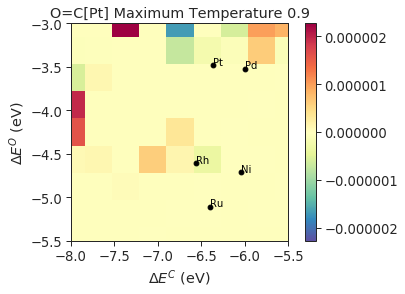 O=C[Pt] Maximum Temperature 0.9
−3.0
−3.5
−4.0
−4.5
−5.0
−5.5
ΔE^O (eV)
Pt
Pd
Rh
Ni
Ru
−8.0 −7.5 −7.0 −6.5 −6.0 −5.5
ΔE^C (eV)
0.000002
0.000001
0.000000
−0.000001
−0.000002